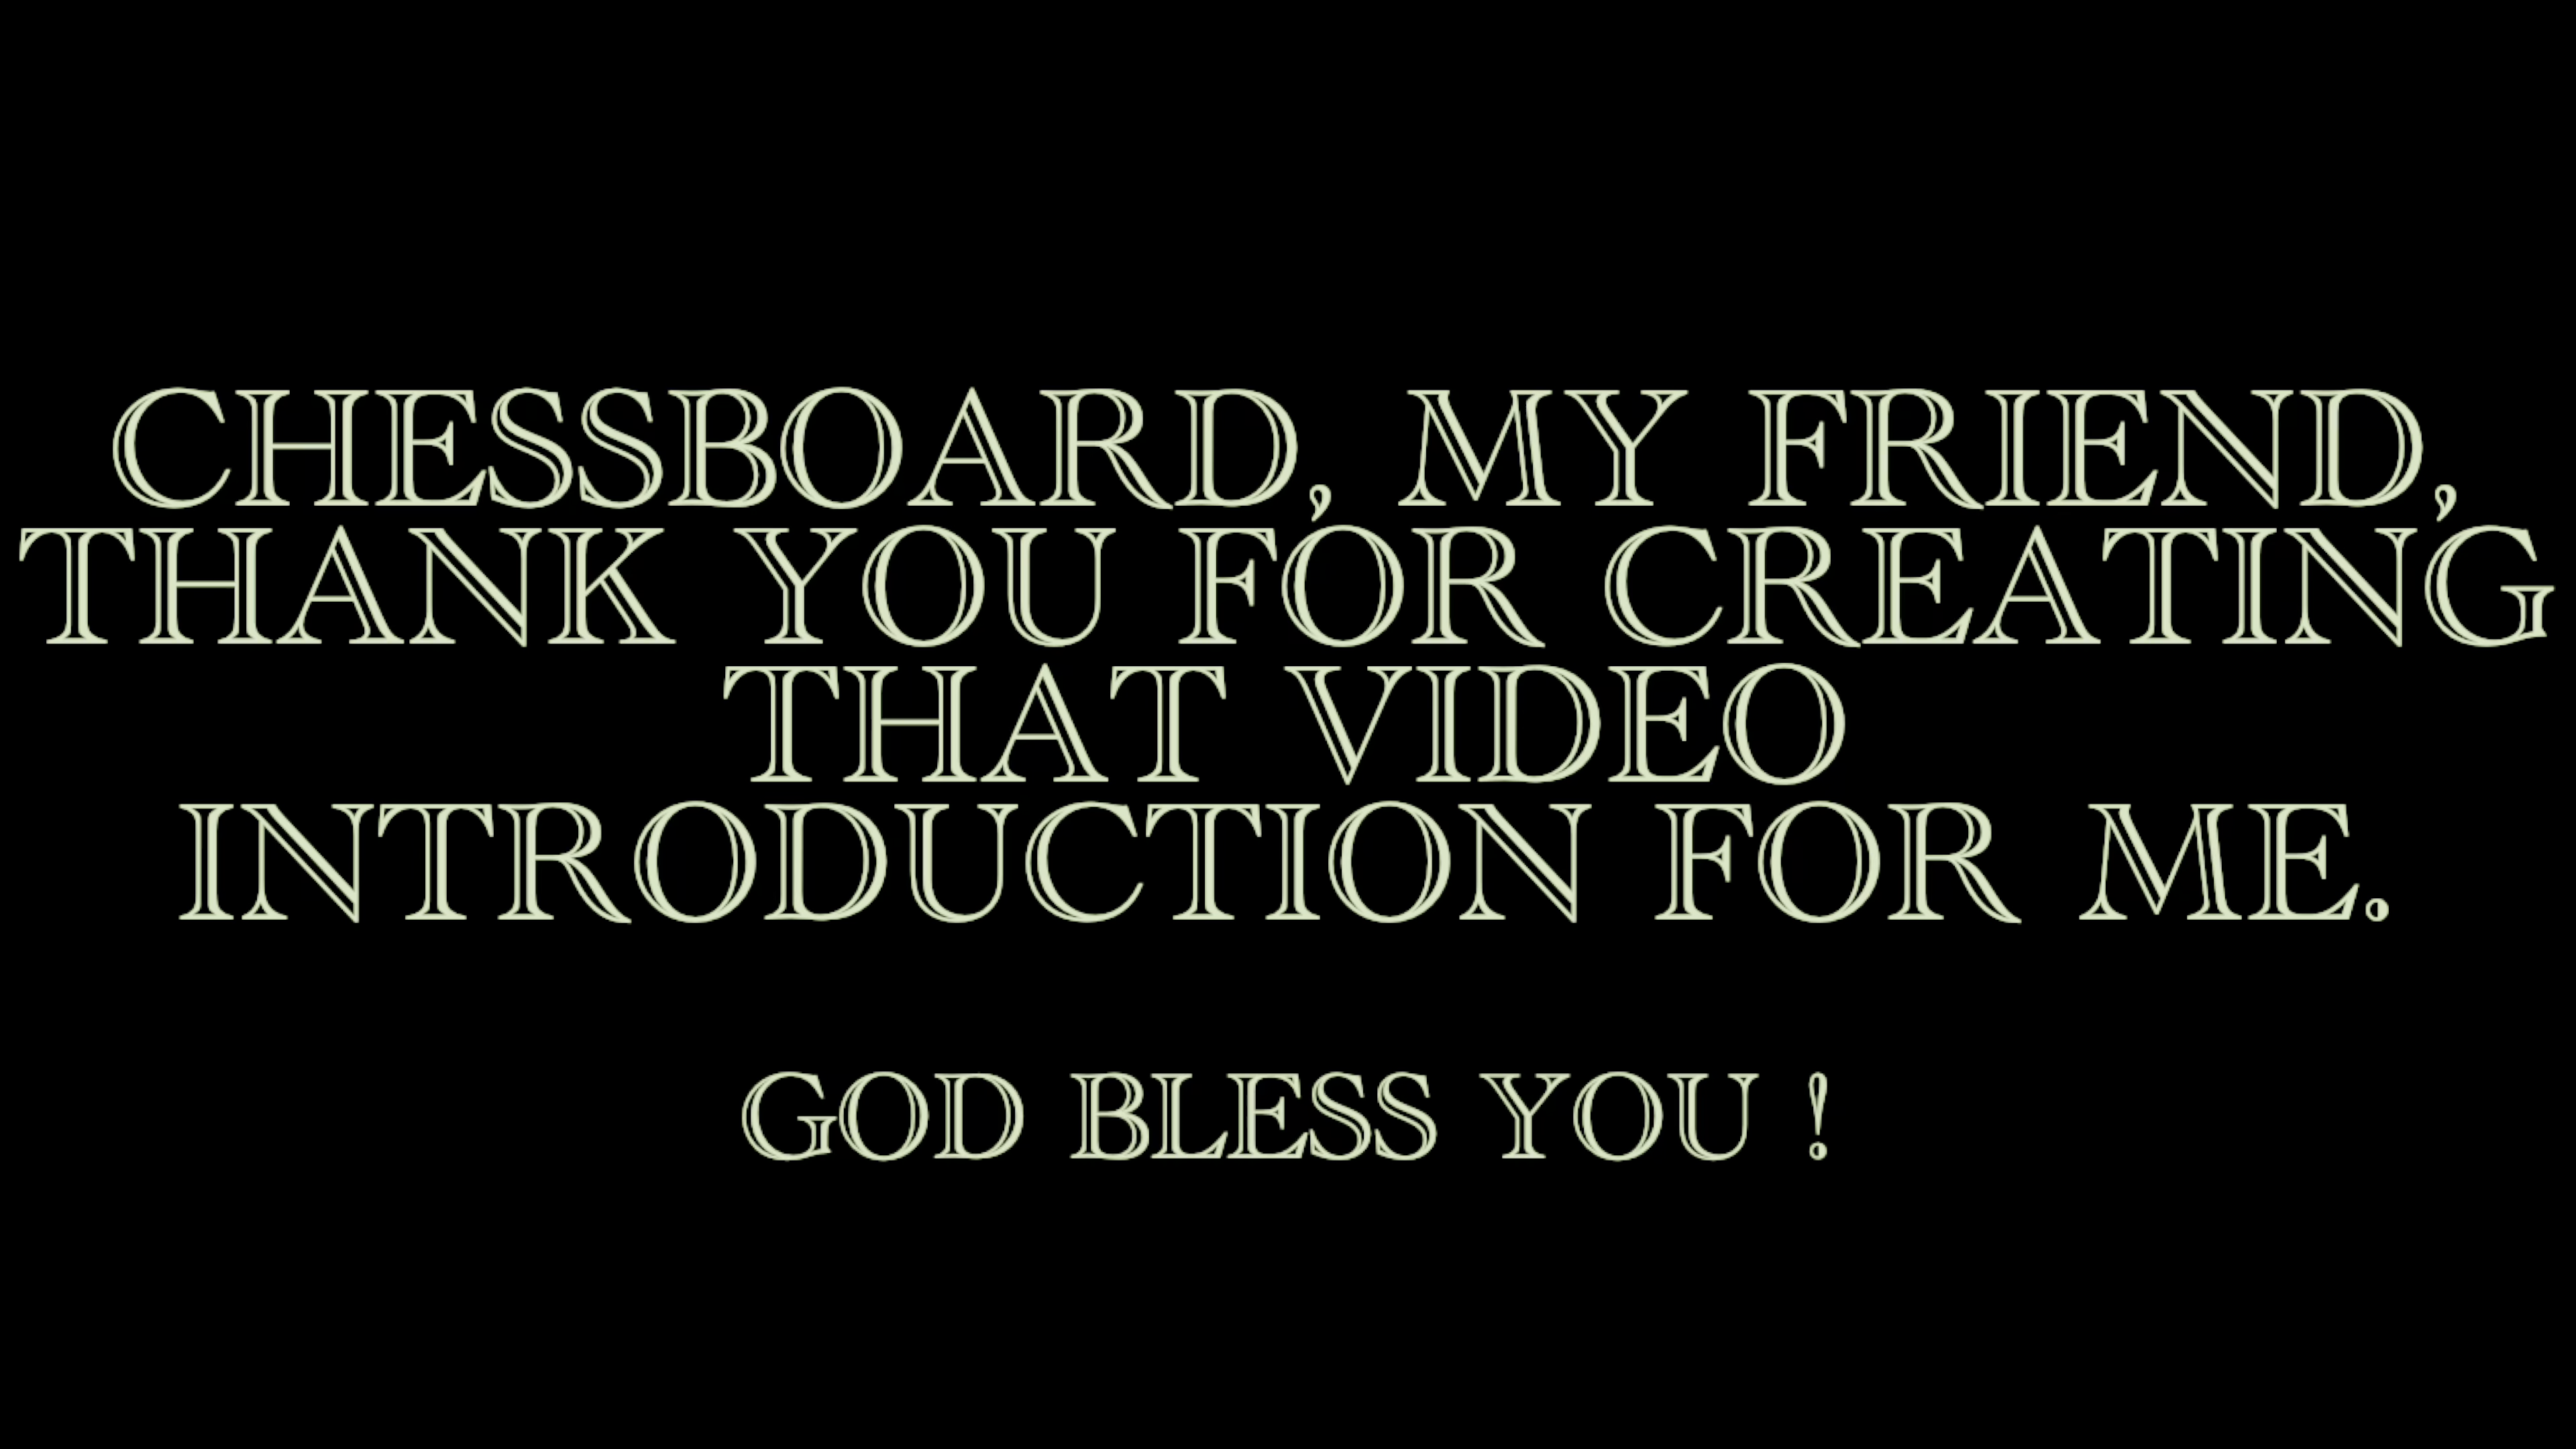 CHESSBOARD, MY FRIEND,
THANK YOU FOR CREATING
THAT VIDEO
INTRODUCTION FOR ME.
GOD BLESS YOU !